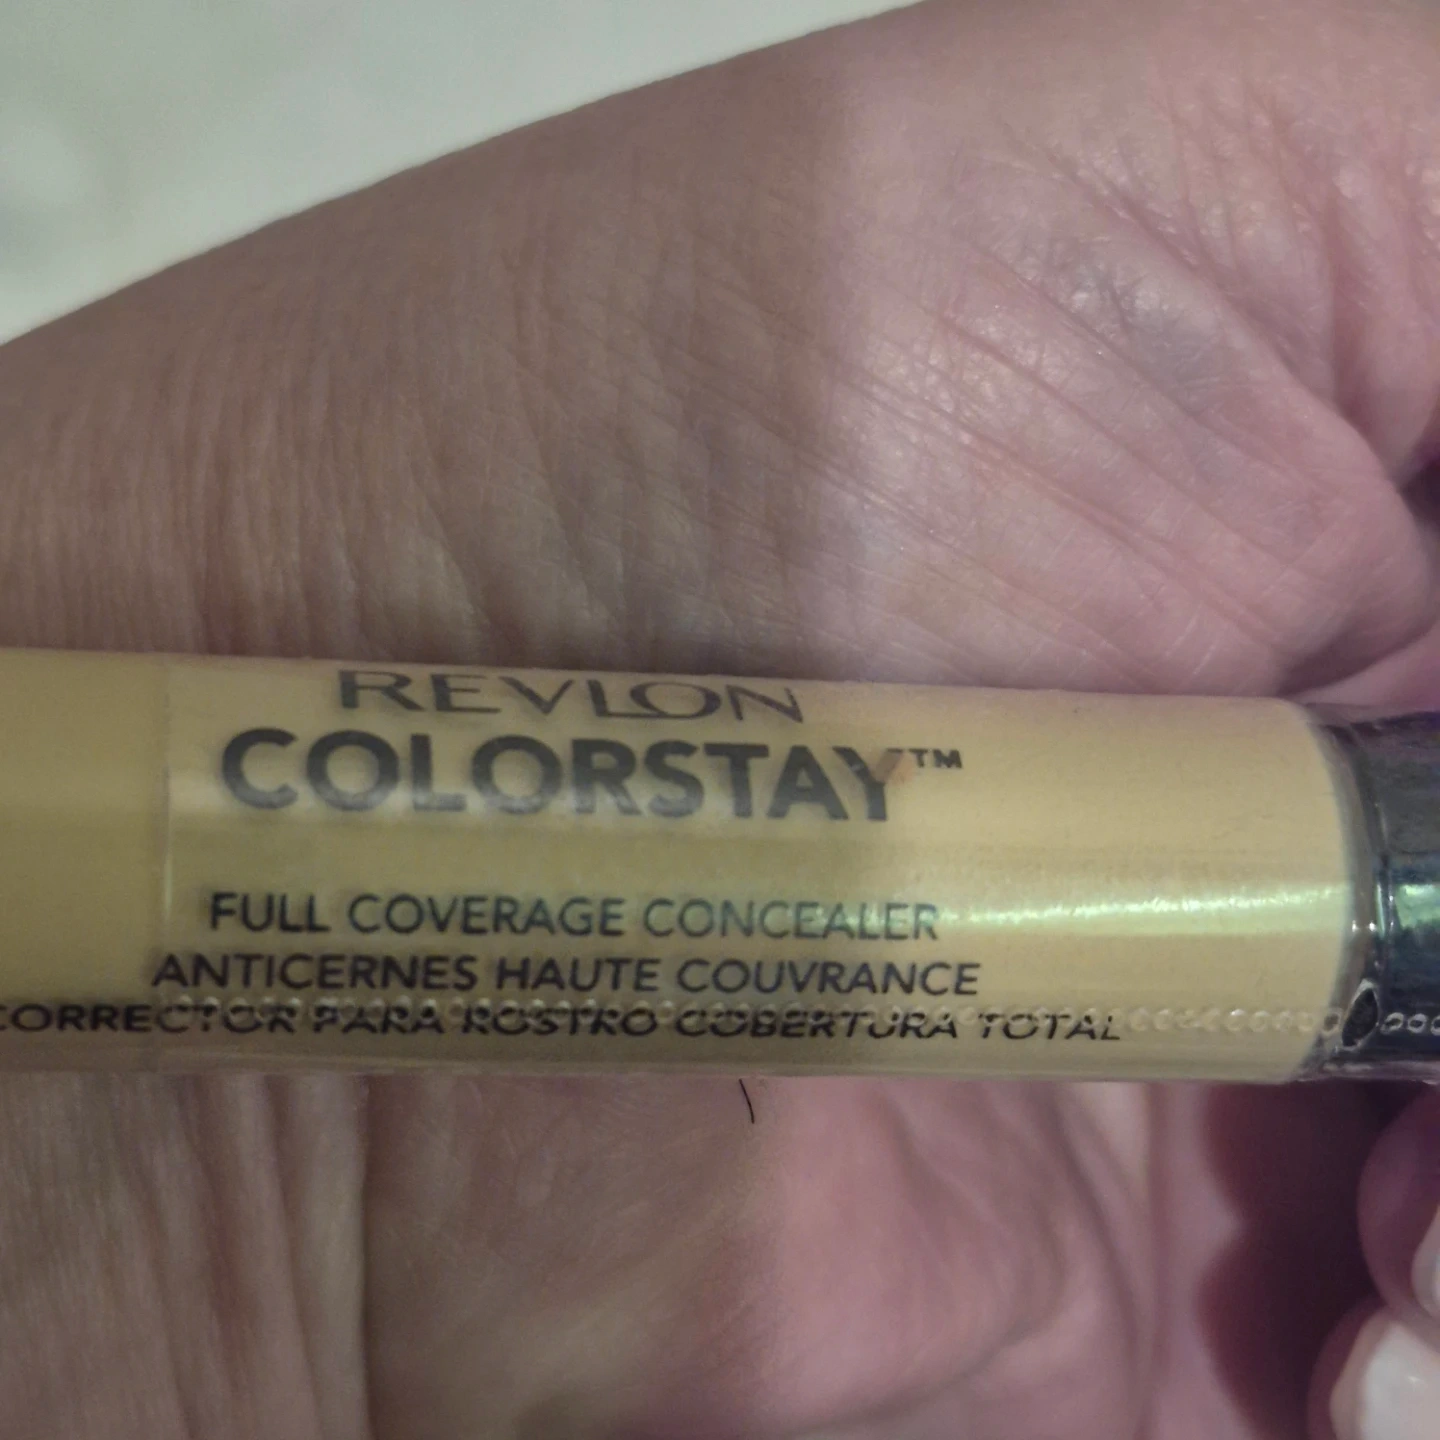 REVLON
COLORSTAY™
FULL COVERAGE CONCEALER
ANTICERNES HAUTE COUVRANCE
CORRECTOR PARA ROSTRO COBERTURA TOTAL